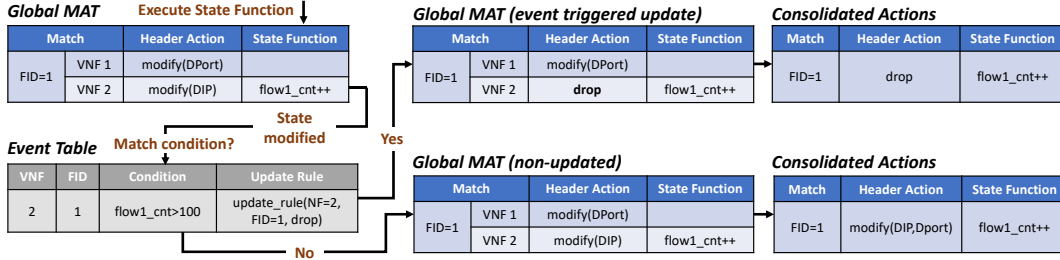 Global MAT
Execute State Function
Match Header Action State Function
FID=1 VNF 1 modify(DPort)
VNF 2 modify(DIP) flow1_cnt++
State
modified
Match condition?
Yes
Event Table
VNF FID Condition Update Rule
2 1 flow1_cnt>100 update_rule(NF=2,
FID=1, drop)
No
Global MAT (event triggered update)
Match Header Action State Function
FID=1 VNF 1 modify(DPort)
VNF 2 drop flow1_cnt++
Consolidated Actions
Match Header Action State Function
FID=1 drop flow1_cnt++
Global MAT (non-updated)
Match Header Action State Function
FID=1 VNF 1 modify(DPort)
VNF 2 modify(DIP) flow1_cnt++
Consolidated Actions
Match Header Action State Function
FID=1 modify(DIP,Dport) flow1_cnt++